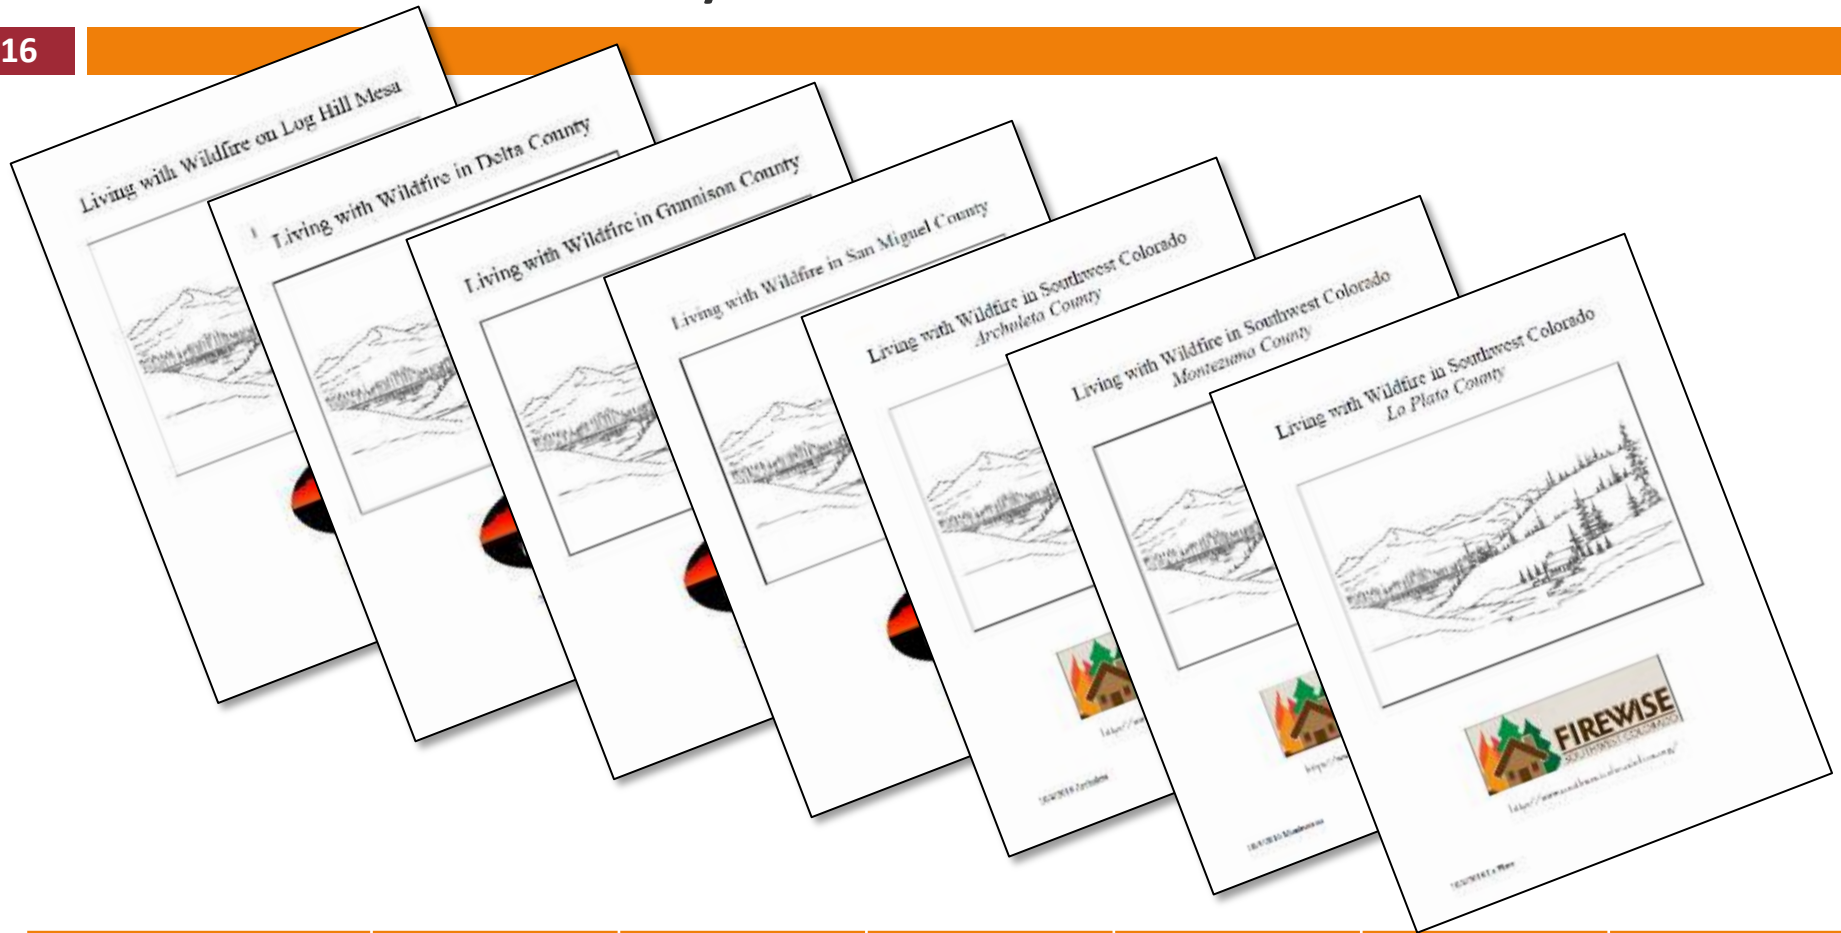 16
Living with Wildfire on Log Hill Mesa
Living with Wildfire in Delta County
Living with Wildfire in Gunnison County
Living with Wildfire in San Miguel County
Living with Wildfire in Southwest Colorado
Archuleta County
Living with Wildfire in Southwest Colorado
Montezuma County
Living with Wildfire in Southwest Colorado
La Plata County
FIREWISE
SOUTHWEST COLORADO